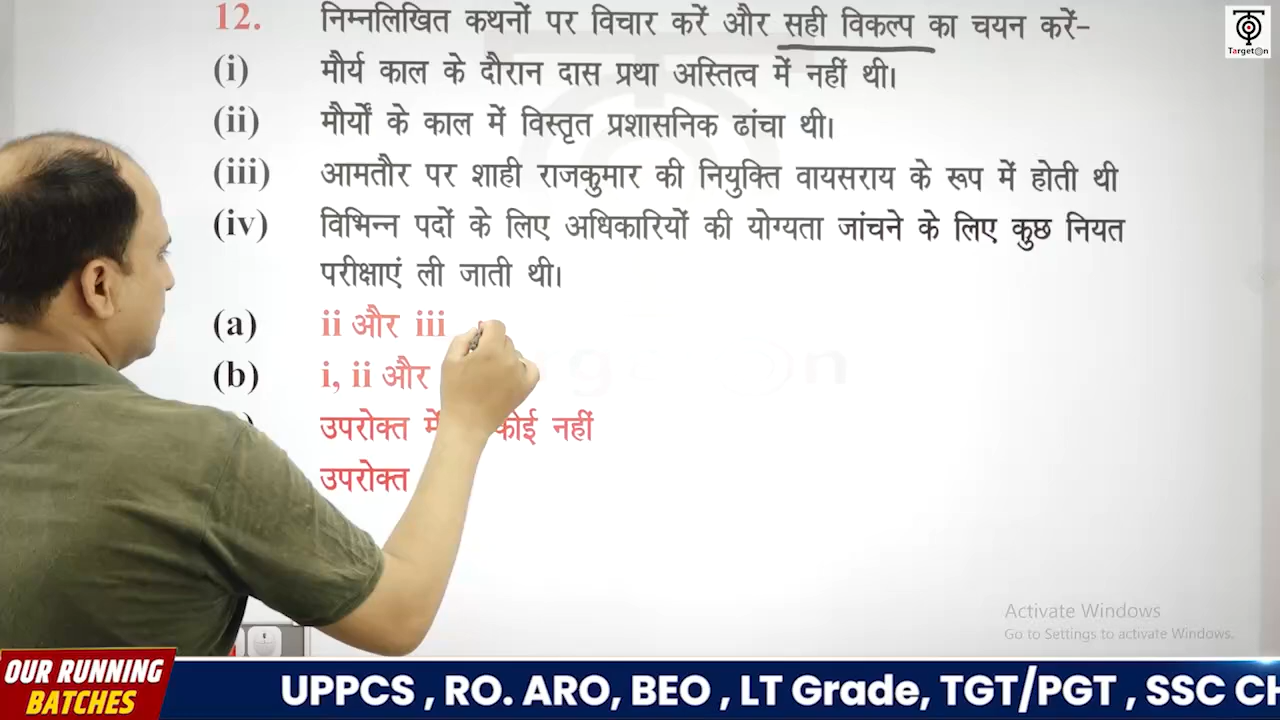 12. निम्नलिखित कथनों पर विचार करें और सही विकल्प का चयन करें-
(i) मौर्य काल के दौरान दास प्रथा अस्तित्व में नहीं थी।
(ii) मौर्यों के काल में विस्तृत प्रशासनिक ढांचा थी।
(iii) आमतौर पर शाही राजकुमार की नियुक्ति वायसराय के रूप में होती थी
(iv) विभिन्न पदों के लिए अधिकारियों की योग्यता जांचने के लिए कुछ नियत
परीक्षाएं ली जाती थी।
(a) ii और iii
(b) i, ii और
उपरोक्त में कोई नहीं
उपरोक्त
TargetOn
Activate Windows
Go to Settings to activate Windows.
OUR RUNNING
BATCHES
UPPCS , RO. ARO, BEO , LT Grade, TGT/PGT , SSC CH